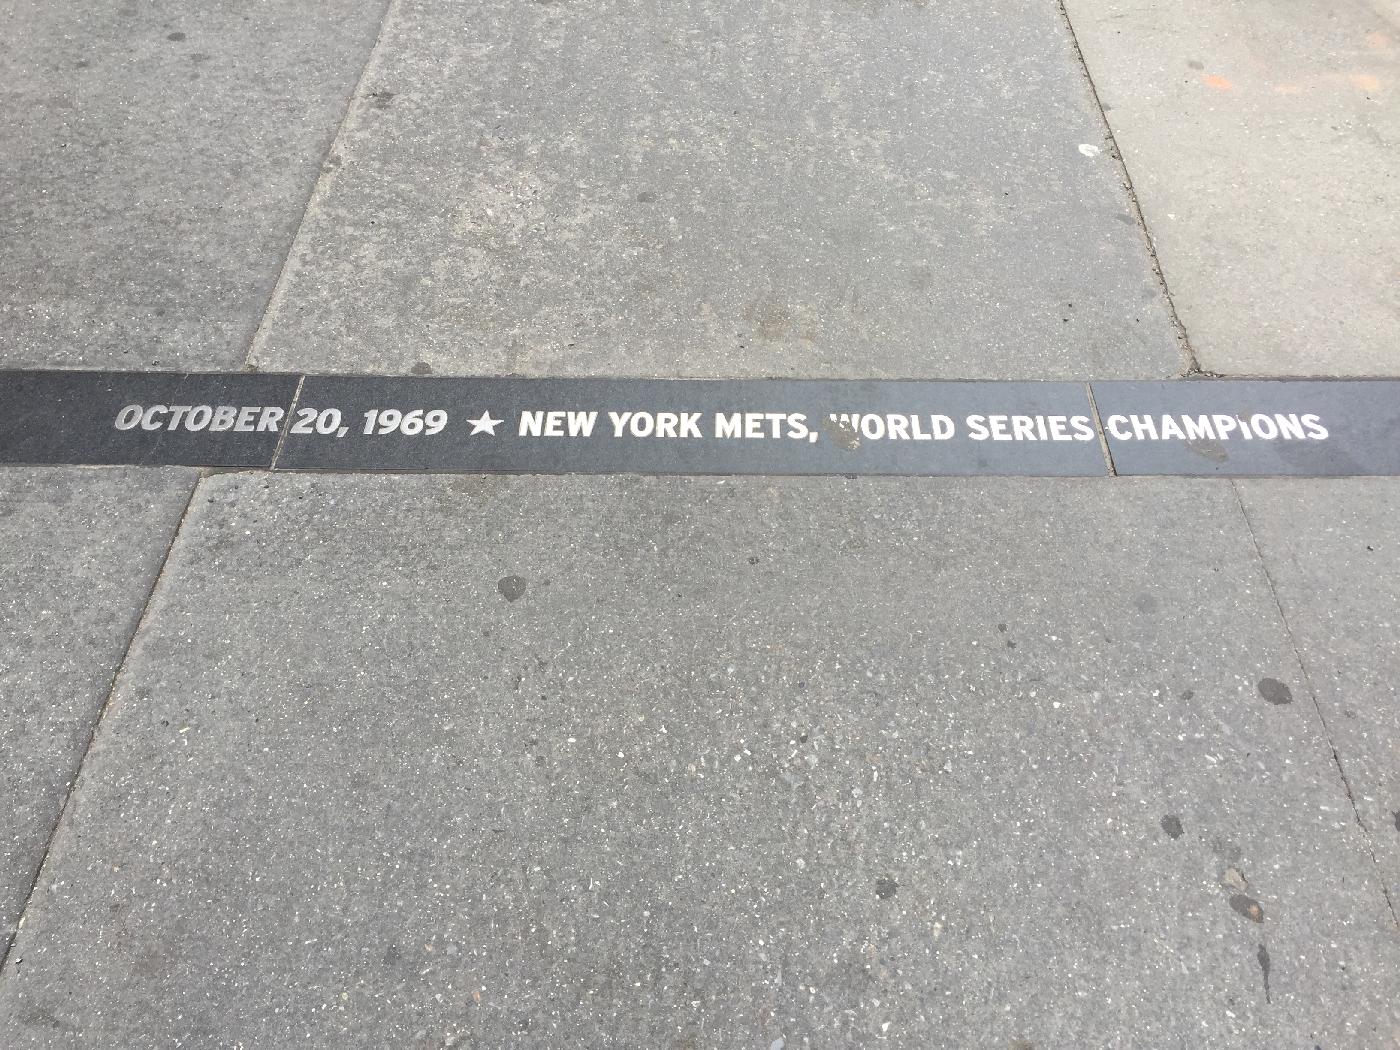 OCTOBER 20, 1969 ★ NEW YORK METS, WORLD SERIES CHAMPIONS